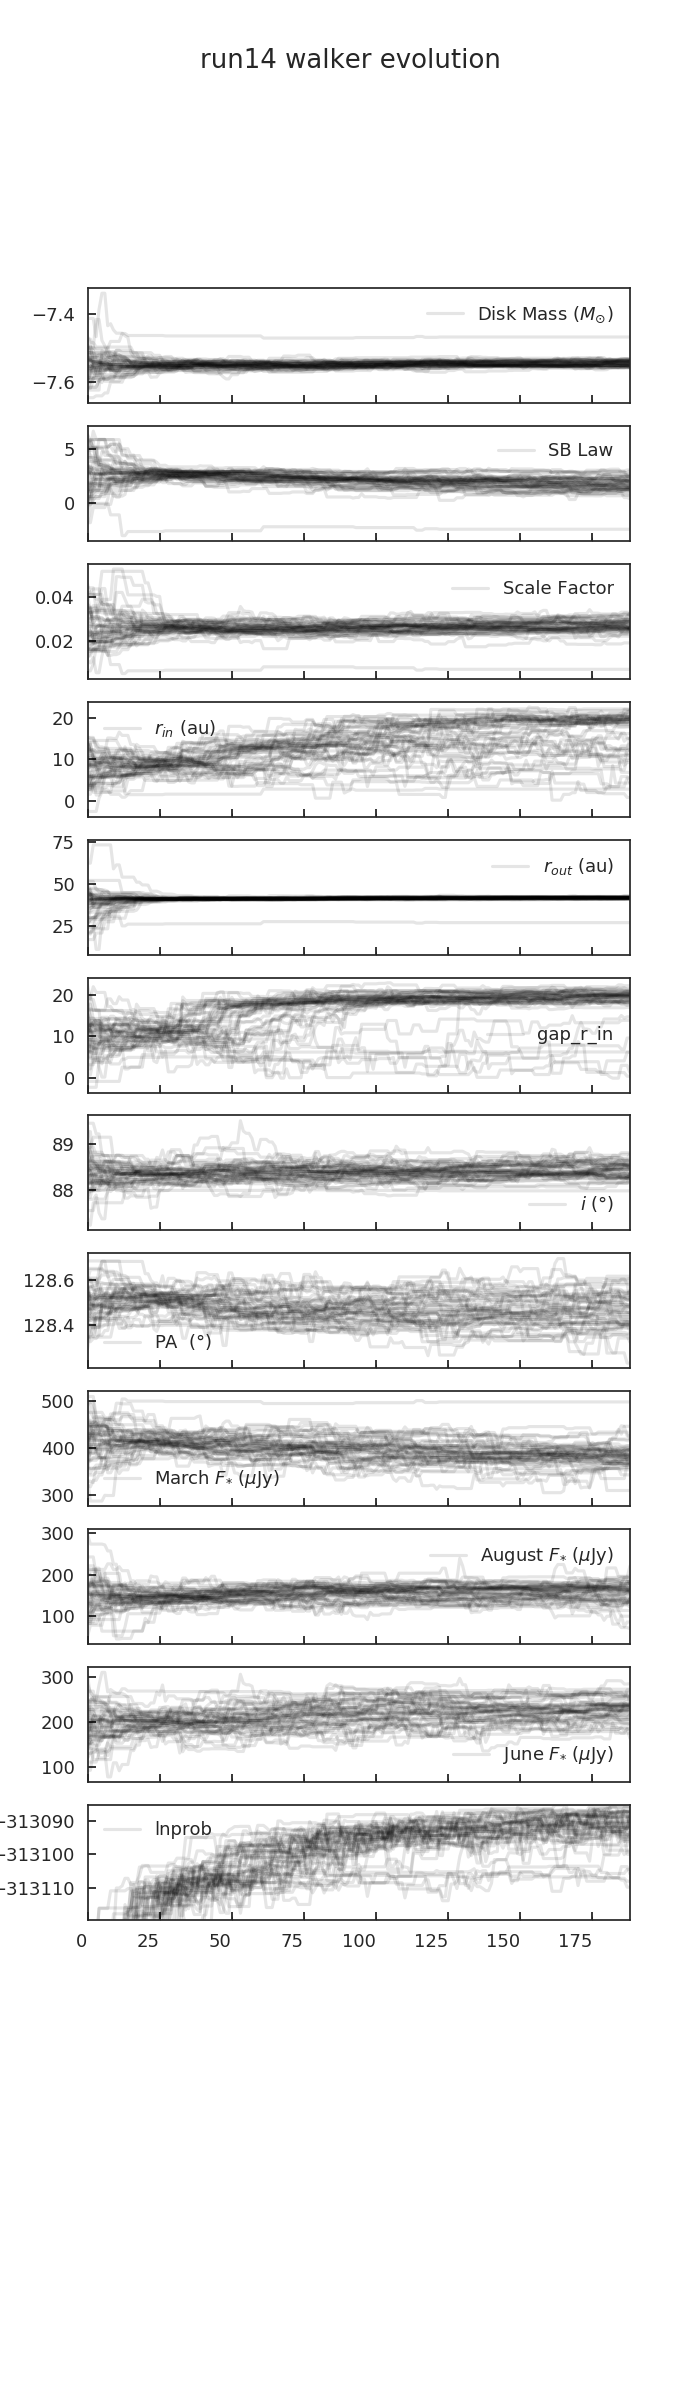 run14 walker evolution
−7.4
−7.6
Disk Mass (M⊙)
5
0
SB Law
0.04
0.02
Scale Factor
20
10
0
r_in (au)
75
50
25
r_out (au)
20
10
0
gap_r_in
89
88
i (°)
128.6
128.4
PA (°)
500
400
300
March F* (μJy)
300
200
100
August F* (μJy)
300
200
100
June F* (μJy)
−313090
−313100
−313110
lnprob
0 25 50 75 100 125 150 175